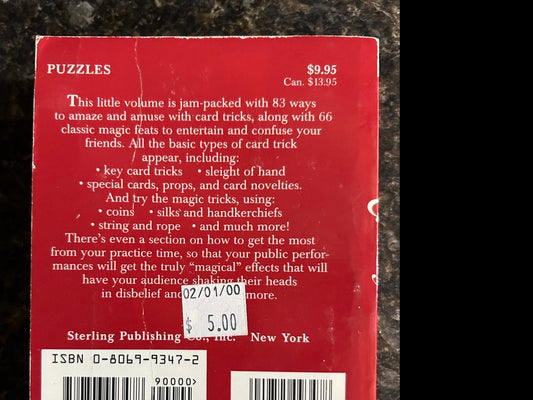 PUZZLES $9.95
Can. $13.95
This little volume is jam-packed with 83 ways
to amaze and amuse with card tricks, along with 66
classic magic feats to entertain and confuse your
friends. All the basic types of card trick
appear, including:
• key card tricks • sleight of hand
• special cards, props, and card novelties.
And try the magic tricks, using:
• coins • silks and handkerchiefs
• string and rope • and much more!
There's even a section on how to get the most
from your practice time, so that your public perfor-
mances will get the truly “magical” effects that will
have your audience shaking their heads
in disbelief and more.
02/01/00
$ 5.00
Sterling Publishing Co., Inc. New York
ISBN 0-8069-9347-2
90000>